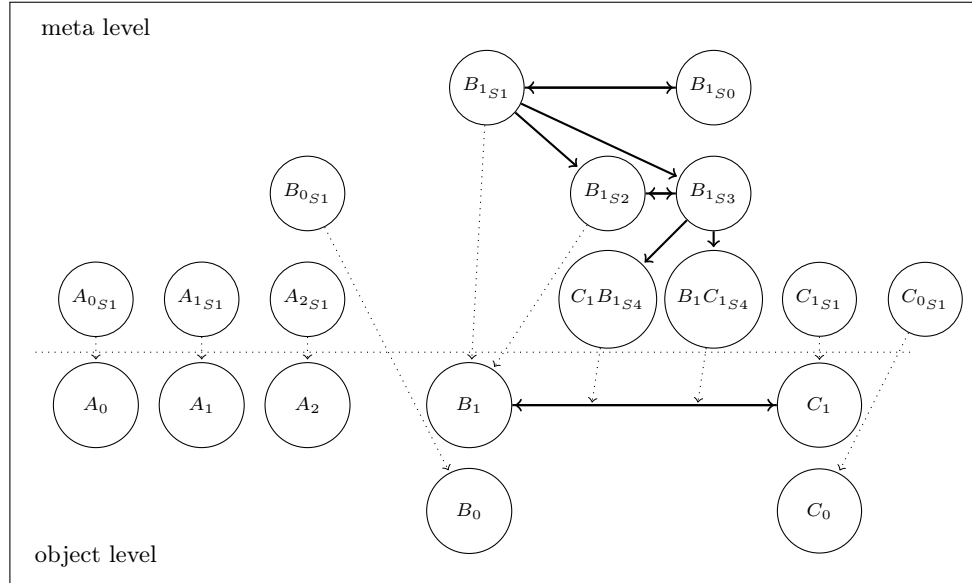 meta level
B₁S1 B₁S0
B₀S1 B₁S2 B₁S3
A₀S1 A₁S1 A₂S1 C₁B₁S4 B₁C₁S4 C₁S1 C₀S1
A₀ A₁ A₂ B₁ C₁
B₀ C₀
object level